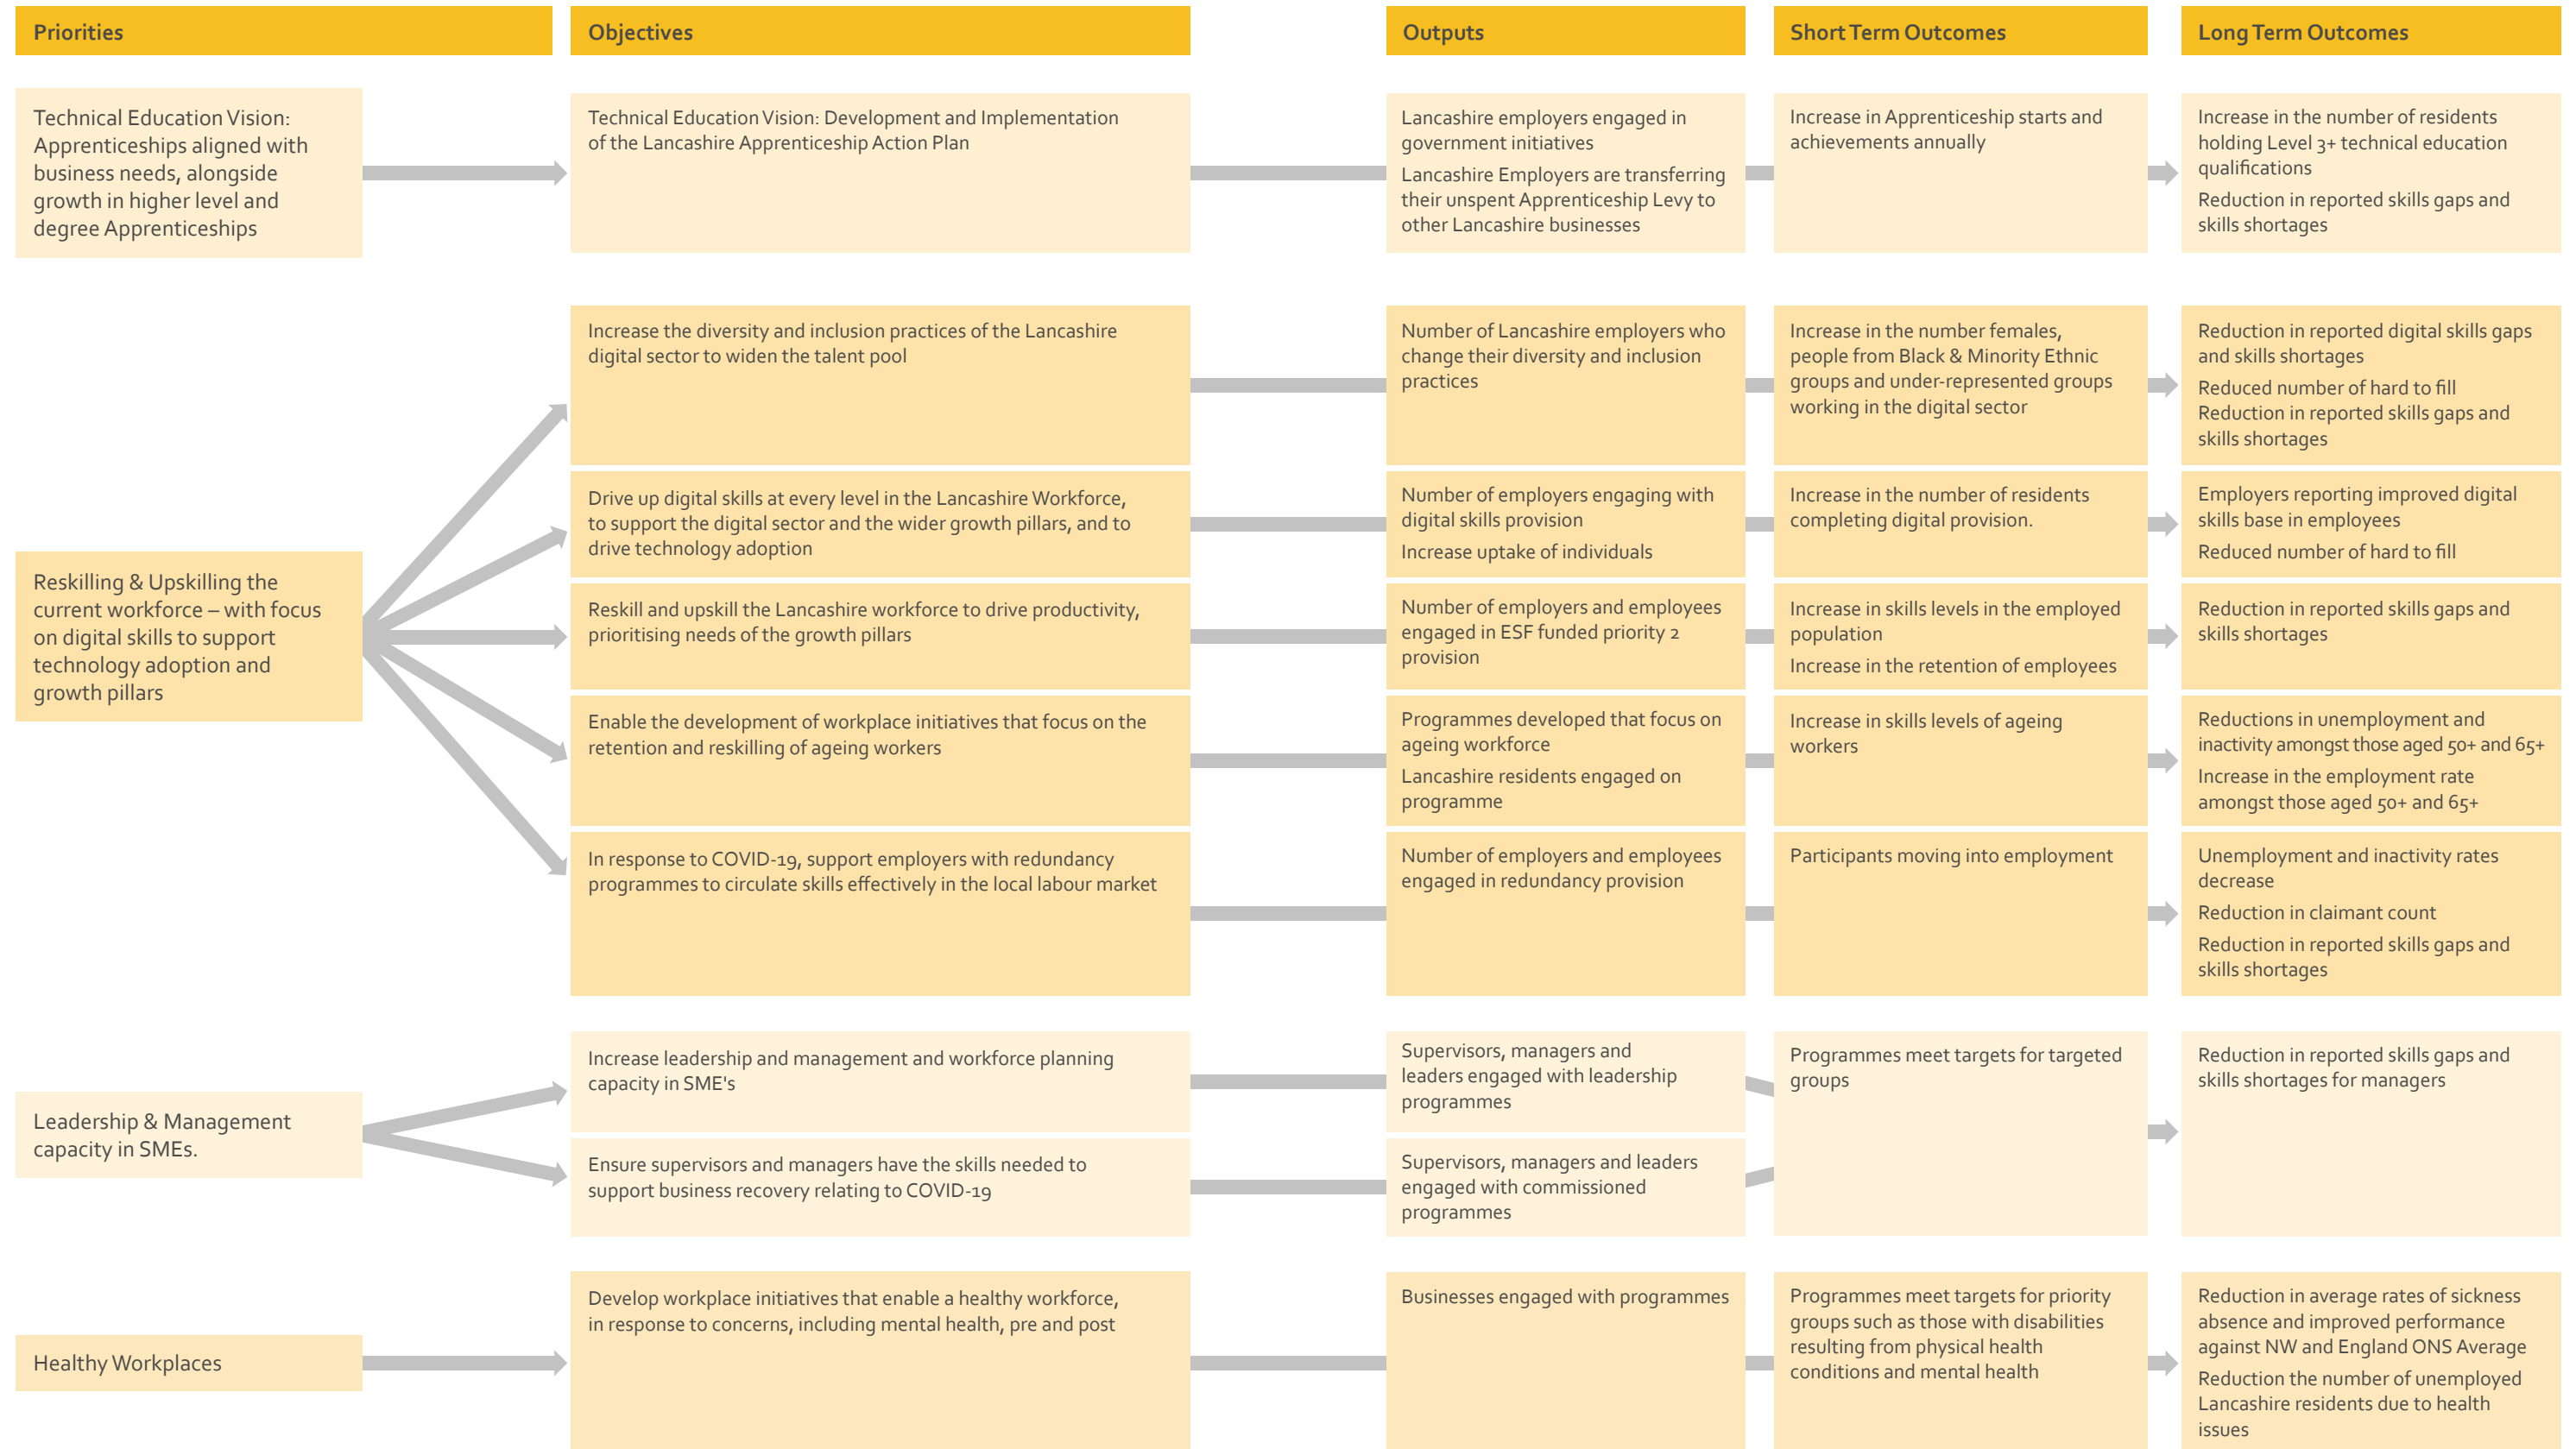 Priorities
Objectives
Outputs
Short Term Outcomes
Long Term Outcomes
Technical Education Vision:
Apprenticeships aligned with
business needs, alongside
growth in higher level and
degree Apprenticeships
Technical Education Vision: Development and Implementation
of the Lancashire Apprenticeship Action Plan
Lancashire employers engaged in
government initiatives
Lancashire Employers are transferring
their unspent Apprenticeship Levy to
other Lancashire businesses
Increase in Apprenticeship starts and
achievements annually
Increase in the number of residents
holding Level 3+ technical education
qualifications
Reduction in reported skills gaps and
skills shortages
Reskilling & Upskilling the
current workforce – with focus
on digital skills to support
technology adoption and
growth pillars
Increase the diversity and inclusion practices of the Lancashire
digital sector to widen the talent pool
Number of Lancashire employers who
change their diversity and inclusion
practices
Increase in the number females,
people from Black & Minority Ethnic
groups and under-represented groups
working in the digital sector
Reduction in reported digital skills gaps
and skills shortages
Reduced number of hard to fill
Reduction in reported skills gaps and
skills shortages
Drive up digital skills at every level in the Lancashire Workforce,
to support the digital sector and the wider growth pillars, and to
drive technology adoption
Number of employers engaging with
digital skills provision
Increase uptake of individuals
Increase in the number of residents
completing digital provision.
Employers reporting improved digital
skills base in employees
Reduced number of hard to fill
Reskill and upskill the Lancashire workforce to drive productivity,
prioritising needs of the growth pillars
Number of employers and employees
engaged in ESF funded priority 2
provision
Increase in skills levels in the employed
population
Increase in the retention of employees
Reduction in reported skills gaps and
skills shortages
Enable the development of workplace initiatives that focus on the
retention and reskilling of ageing workers
Programmes developed that focus on
ageing workforce
Lancashire residents engaged on
programme
Increase in skills levels of ageing
workers
Reductions in unemployment and
inactivity amongst those aged 50+ and 65+
Increase in the employment rate
amongst those aged 50+ and 65+
In response to COVID-19, support employers with redundancy
programmes to circulate skills effectively in the local labour market
Number of employers and employees
engaged in redundancy provision
Participants moving into employment
Unemployment and inactivity rates
decrease
Reduction in claimant count
Reduction in reported skills gaps and
skills shortages
Leadership & Management
capacity in SMEs.
Increase leadership and management and workforce planning
capacity in SME's
Supervisors, managers and
leaders engaged with leadership
programmes
Ensure supervisors and managers have the skills needed to
support business recovery relating to COVID-19
Supervisors, managers and leaders
engaged with commissioned
programmes
Programmes meet targets for targeted
groups
Reduction in reported skills gaps and
skills shortages for managers
Healthy Workplaces
Develop workplace initiatives that enable a healthy workforce,
in response to concerns, including mental health, pre and post
Businesses engaged with programmes
Programmes meet targets for priority
groups such as those with disabilities
resulting from physical health
conditions and mental health
Reduction in average rates of sickness
absence and improved performance
against NW and England ONS Average
Reduction the number of unemployed
Lancashire residents due to health
issues